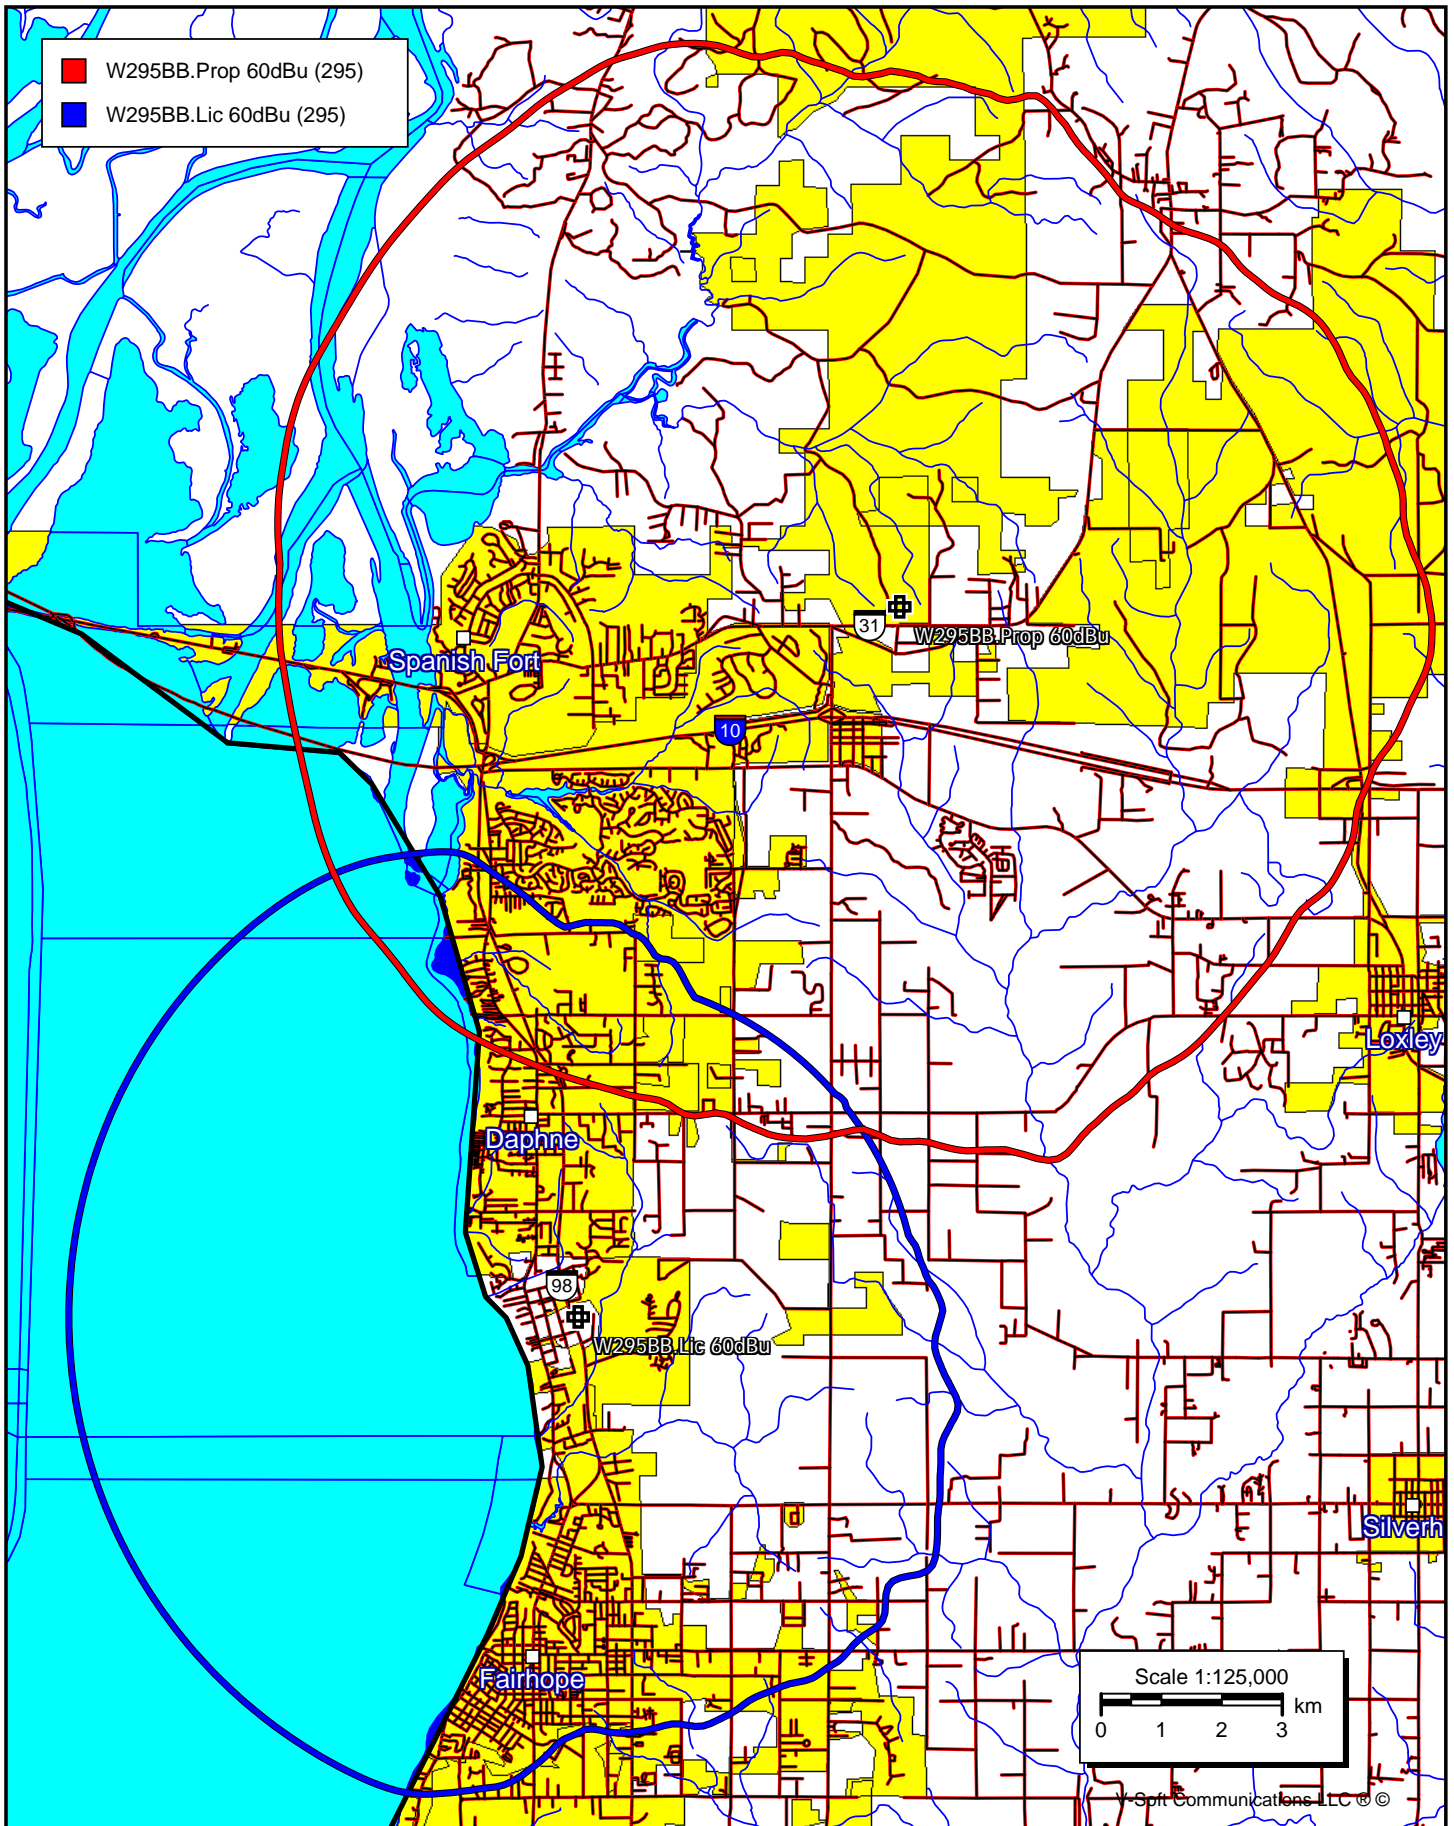 W295BB.Prop 60dBu (295)
W295BB.Lic 60dBu (295)
31
W295BB.Prop 60dBu
Spanish Fort
10
Loxley
Daphne
98
W295BB.Lic 60dBu
Silverh
Fairhope
Scale 1:125,000
km
0 1 2 3
V-Soft Communications LLC ® ©